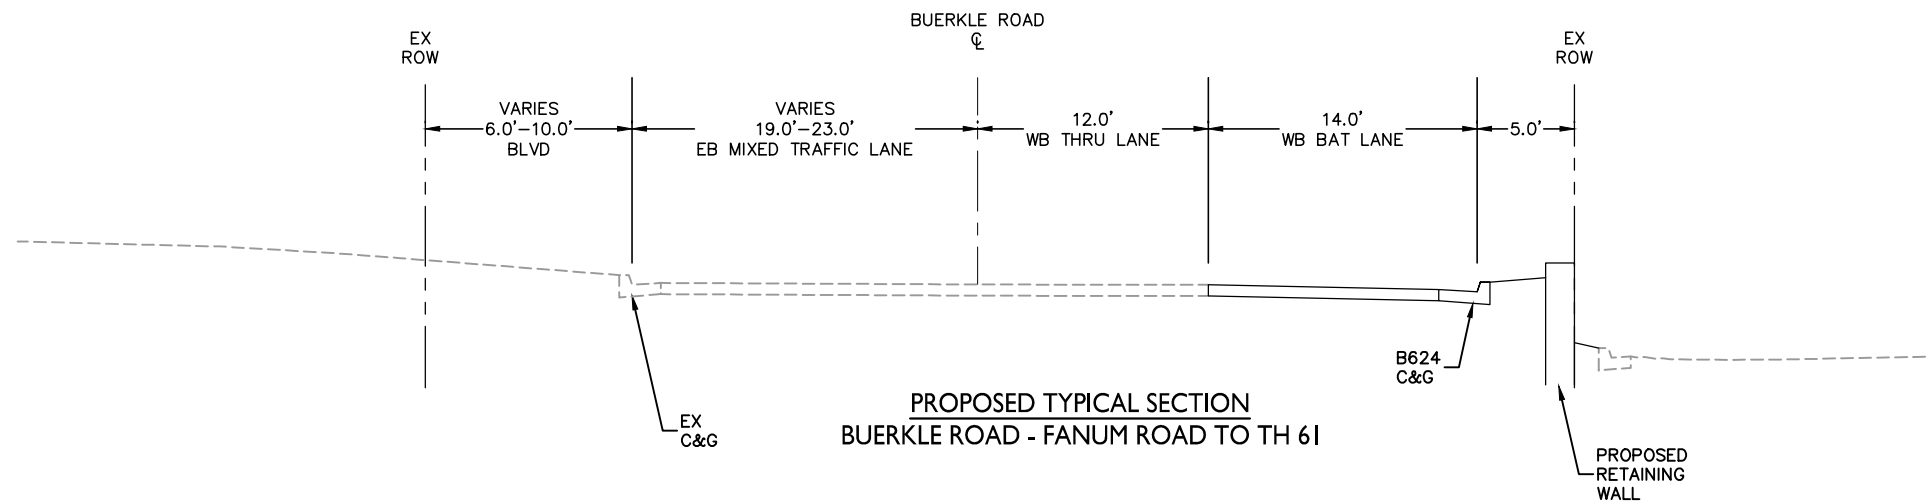 BUERKLE ROAD
℄
EX
ROW
EX
ROW
VARIES
6.0'-10.0'
BLVD
VARIES
19.0'-23.0'
EB MIXED TRAFFIC LANE
12.0'
WB THRU LANE
14.0'
WB BAT LANE
5.0'
B624
C&G
EX
C&G
PROPOSED TYPICAL SECTION
BUERKLE ROAD - FANUM ROAD TO TH 61
PROPOSED
RETAINING
WALL